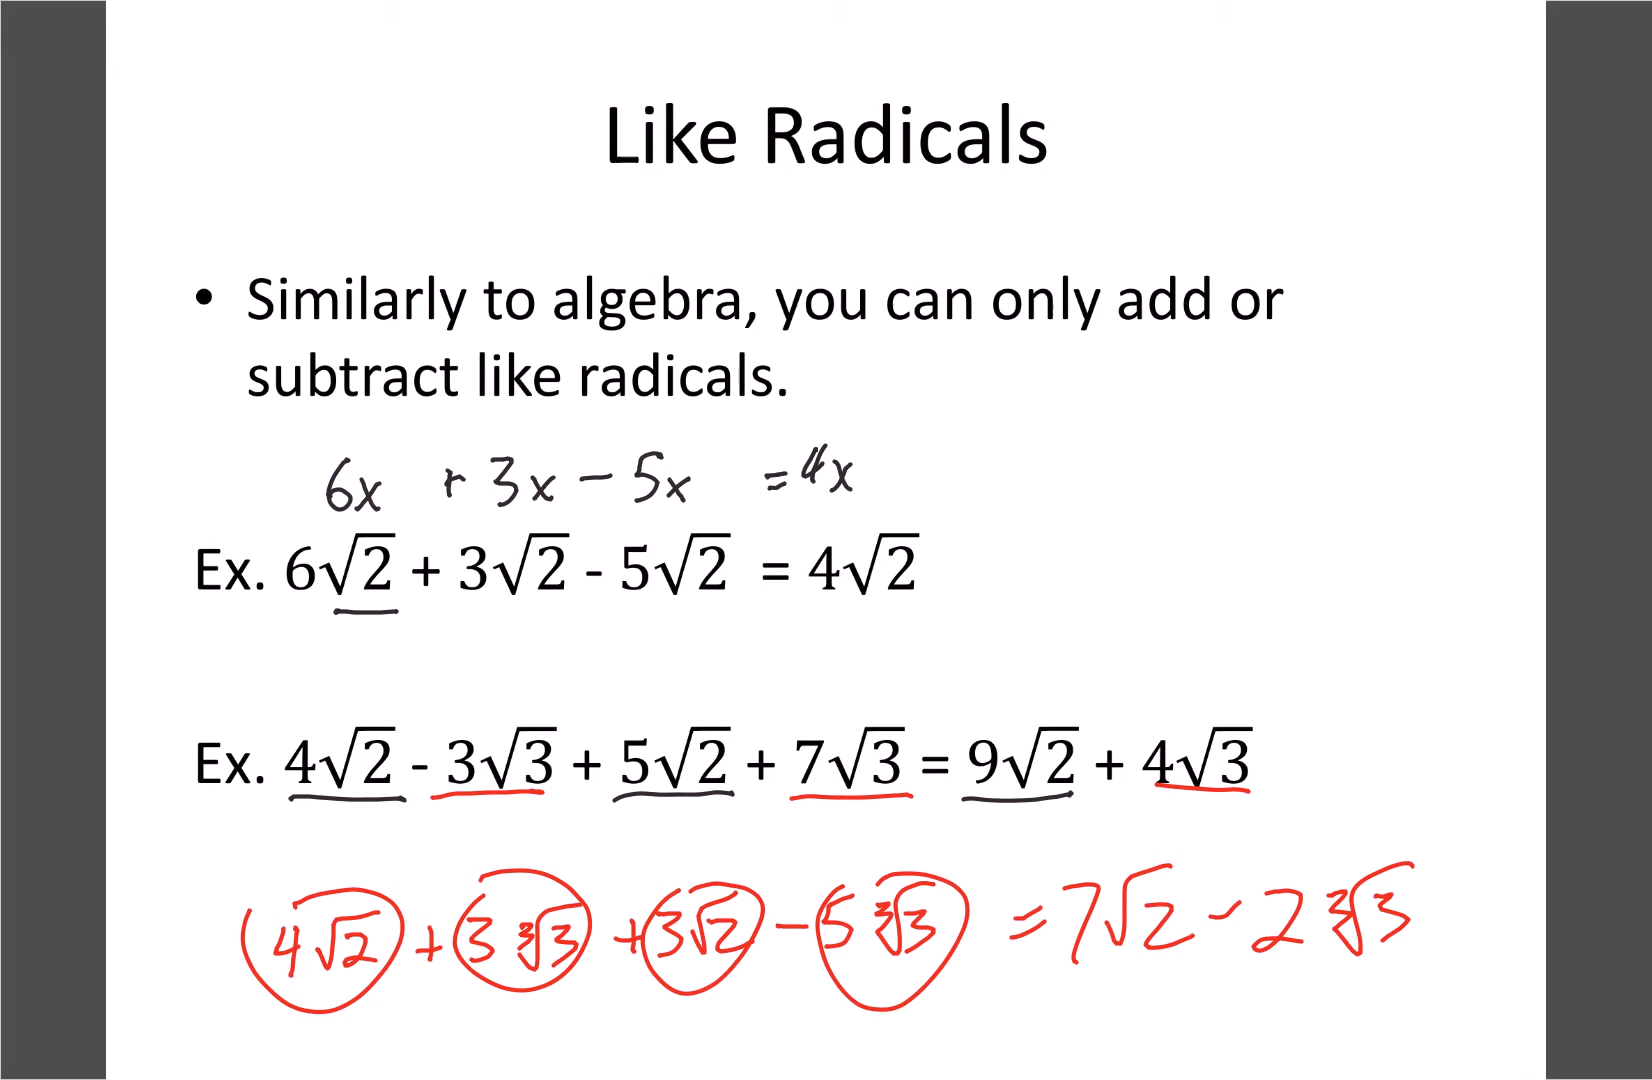 Like Radicals
• Similarly to algebra, you can only add or
subtract like radicals.
6x + 3x - 5x = 4x
Ex. 6√2 + 3√2 - 5√2 = 4√2
Ex. 4√2 - 3√3 + 5√2 + 7√3 = 9√2 + 4√3
4√2 + 3∛3 + 3√2 - 5∛3 = 7√2 - 2∛3